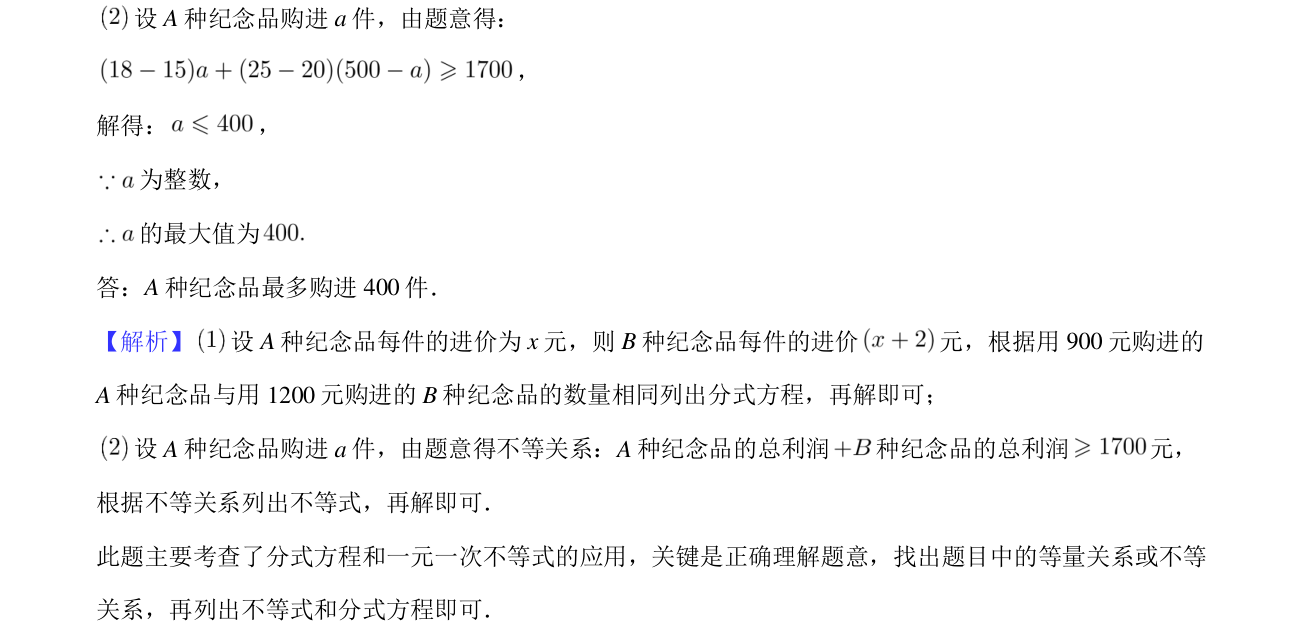 (2) 设 A 种纪念品购进 a 件，由题意得：
(18 − 15)a + (25 − 20)(500 − a) ⩾ 1700，
解得： a ⩽ 400，
∵ a 为整数，
∴ a 的最大值为400.
答：A 种纪念品最多购进 400 件．
【解析】(1) 设 A 种纪念品每件的进价为 x 元，则 B 种纪念品每件的进价(x + 2)元，根据用 900 元购进的
A 种纪念品与用 1200 元购进的 B 种纪念品的数量相同列出分式方程，再解即可；
(2) 设 A 种纪念品购进 a 件，由题意得不等关系：A 种纪念品的总利润+B 种纪念品的总利润⩾ 1700元，
根据不等关系列出不等式，再解即可．
此题主要考查了分式方程和一元一次不等式的应用，关键是正确理解题意，找出题目中的等量关系或不等
关系，再列出不等式和分式方程即可．